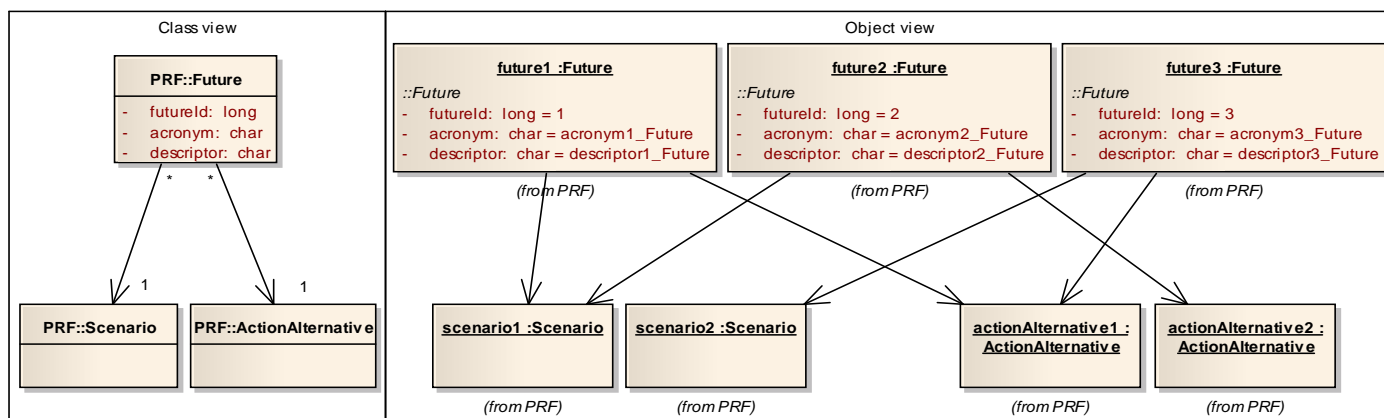 Class view
PRF::Future
- futureId: long
- acronym: char
- descriptor: char
*
*
1
1
PRF::Scenario
PRF::ActionAlternative
Object view
future1 :Future
::Future
- futureId: long = 1
- acronym: char = acronym1_Future
- descriptor: char = descriptor1_Future
(from PRF)
future2 :Future
::Future
- futureId: long = 2
- acronym: char = acronym2_Future
- descriptor: char = descriptor2_Future
(from PRF)
future3 :Future
::Future
- futureId: long = 3
- acronym: char = acronym3_Future
- descriptor: char = descriptor3_Future
(from PRF)
scenario1 :Scenario
(from PRF)
scenario2 :Scenario
(from PRF)
actionAlternative1 :
ActionAlternative
(from PRF)
actionAlternative2 :
ActionAlternative
(from PRF)